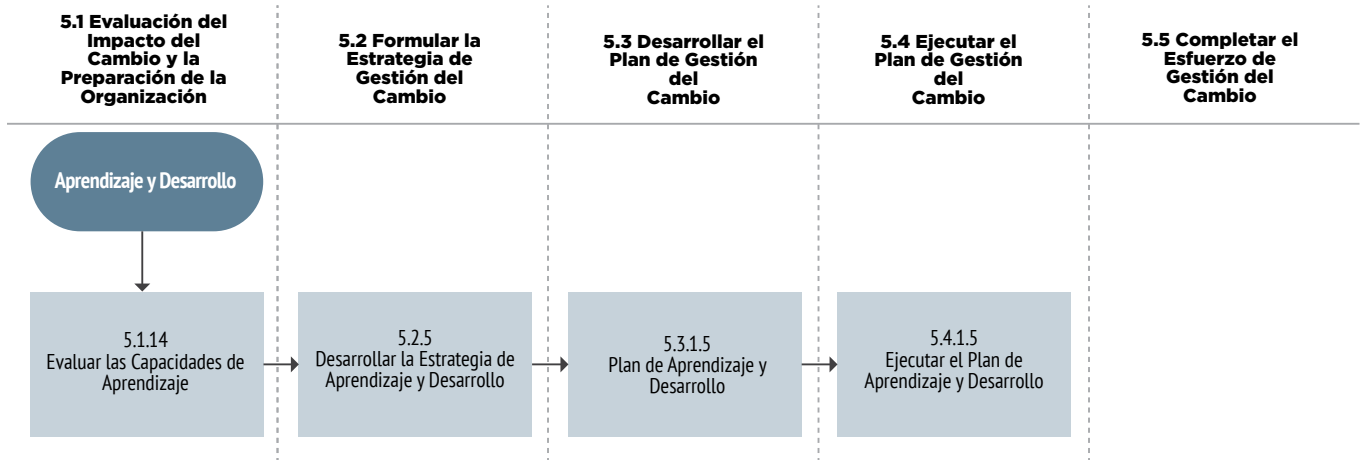 5.1 Evaluación del
Impacto del
Cambio y la
Preparación de la
Organización
5.2 Formular la
Estrategia de
Gestión del
Cambio
5.3 Desarrollar el
Plan de Gestión
del
Cambio
5.4 Ejecutar el
Plan de Gestión
del
Cambio
5.5 Completar el
Esfuerzo de
Gestión del
Cambio
Aprendizaje y Desarrollo
5.1.14
Evaluar las Capacidades de
Aprendizaje
5.2.5
Desarrollar la Estrategia de
Aprendizaje y Desarrollo
5.3.1.5
Plan de Aprendizaje y
Desarrollo
5.4.1.5
Ejecutar el Plan de
Aprendizaje y Desarrollo